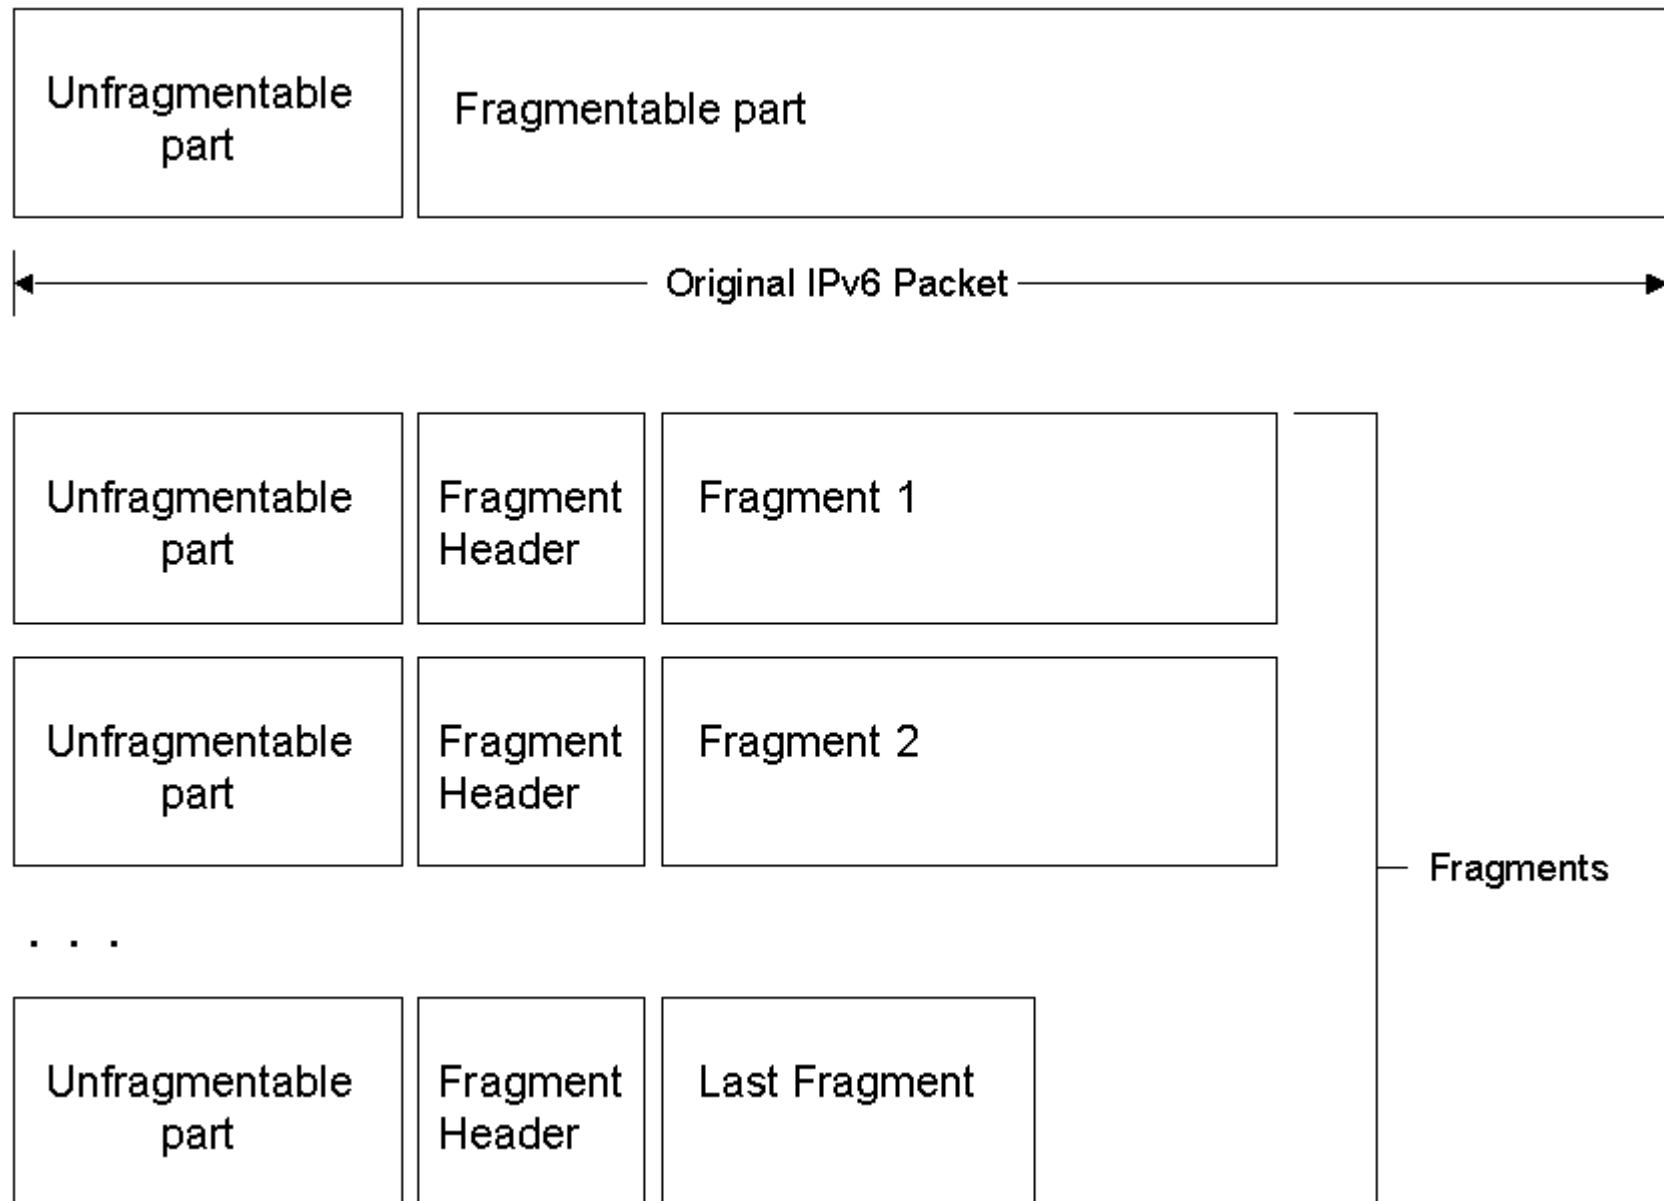 Unfragmentable
part
Fragmentable part
Original IPv6 Packet
Unfragmentable
part
Fragment
Header
Fragment 1
Unfragmentable
part
Fragment
Header
Fragment 2
Fragments
. . .
Unfragmentable
part
Fragment
Header
Last Fragment